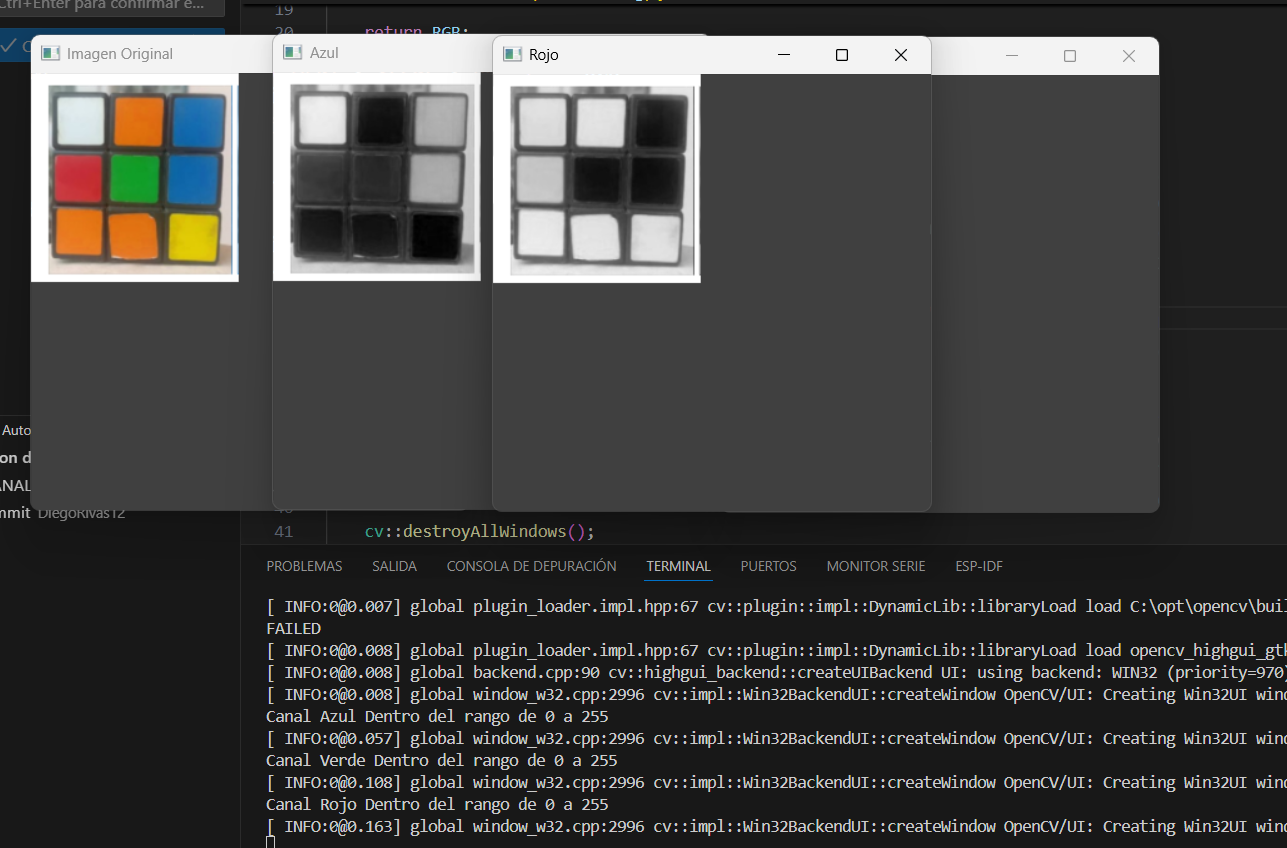 Ctrl+Enter para confirmar e...
19
20 return RGB;
Imagen Original
Azul
Rojo
Auto
on d
ANAL
mmit DiegoRivas12
41 cv::destroyAllWindows();
PROBLEMAS SALIDA CONSOLA DE DEPURACIÓN TERMINAL PUERTOS MONITOR SERIE ESP-IDF
[ INFO:0@0.007] global plugin_loader.impl.hpp:67 cv::plugin::impl::DynamicLib::libraryLoad load C:\opt\opencv\buil
FAILED
[ INFO:0@0.008] global plugin_loader.impl.hpp:67 cv::plugin::impl::DynamicLib::libraryLoad load opencv_highgui_gt
[ INFO:0@0.008] global backend.cpp:90 cv::highgui_backend::createUIBackend UI: using backend: WIN32 (priority=970)
[ INFO:0@0.008] global window_w32.cpp:2996 cv::impl::Win32BackendUI::createWindow OpenCV/UI: Creating Win32UI wind
Canal Azul Dentro del rango de 0 a 255
[ INFO:0@0.057] global window_w32.cpp:2996 cv::impl::Win32BackendUI::createWindow OpenCV/UI: Creating Win32UI wind
Canal Verde Dentro del rango de 0 a 255
[ INFO:0@0.108] global window_w32.cpp:2996 cv::impl::Win32BackendUI::createWindow OpenCV/UI: Creating Win32UI wind
Canal Rojo Dentro del rango de 0 a 255
[ INFO:0@0.163] global window_w32.cpp:2996 cv::impl::Win32BackendUI::createWindow OpenCV/UI: Creating Win32UI wind